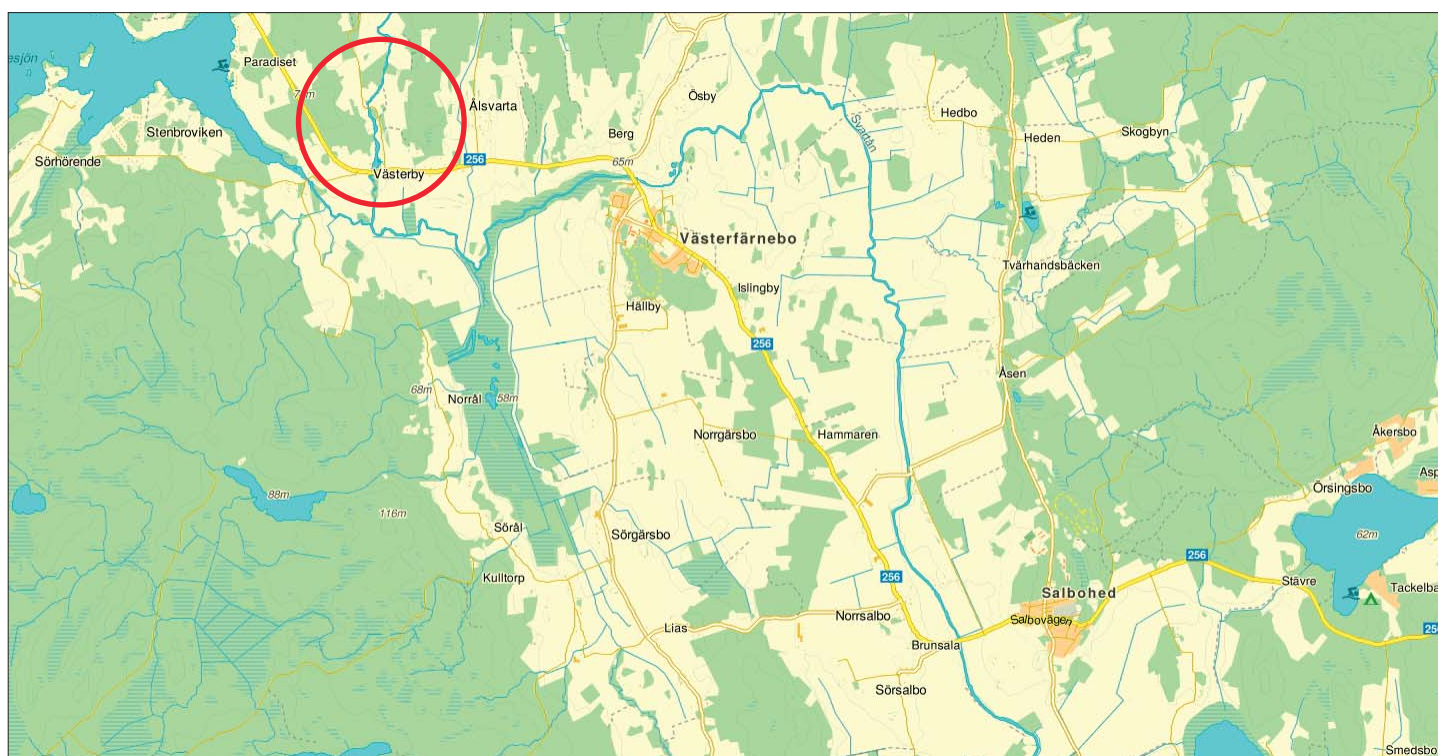 esjön
Paradiset
Ålsvarta
Ösby
Hedbo
Stenbroviken
Berg
Svartån
Heden
Skogbyn
Sörhörende
256
65m
Västerby
Västerfärnebo
Tvärhandsbäcken
Islingby
Hällby
256
Åsen
68m
Norrål
58m
Norrgärsbo
Hammaren
Åkersbo
Asp
Örsingsbo
88m
116m
Sörål
Sörgärsbo
62m
256
256
Kulltorp
Stävre
Tackelba
Salbohed
Norrsalbo
Salbovägen
Lias
25
Brunsala
Sörsalbo
Smedsbo